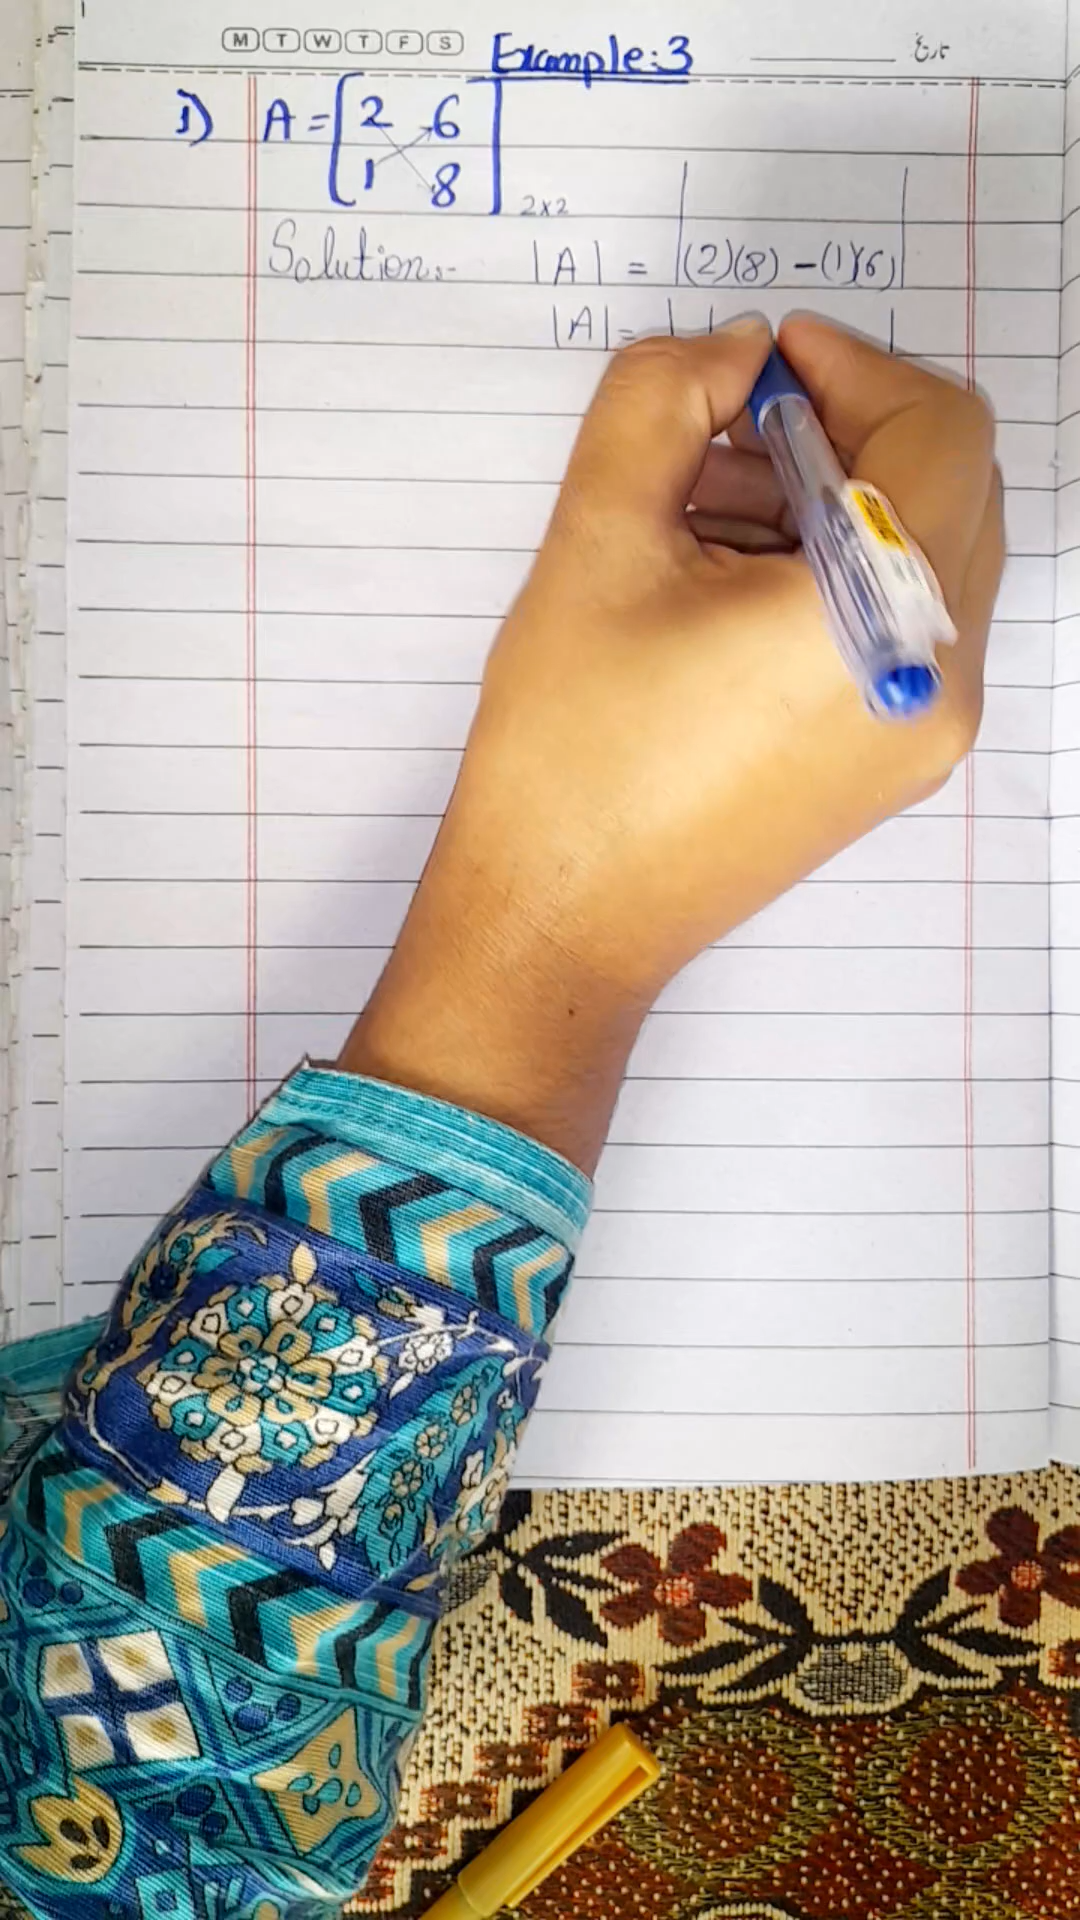 M T W T F S Example:3 تاریخ
1) A = [2 6
1 8] 2x2
Solution:- |A| = |(2)(8) - (1)(6)|
|A| =